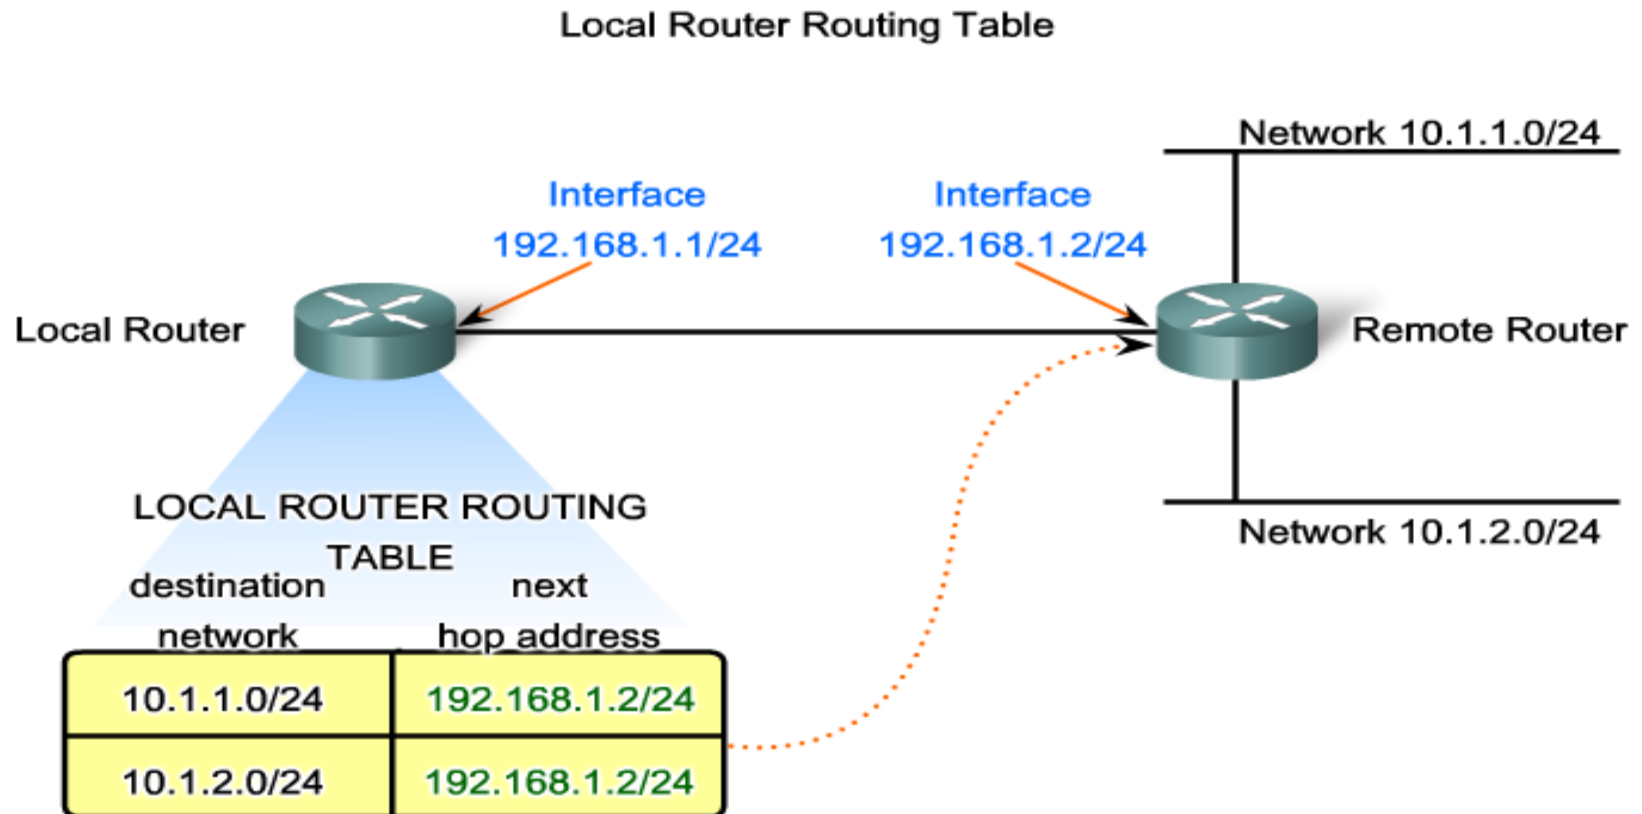 Local Router Routing Table
Network 10.1.1.0/24
Interface
192.168.1.1/24
Interface
192.168.1.2/24
Local Router
Remote Router
LOCAL ROUTER ROUTING
TABLE
destination
network
next
hop address
10.1.1.0/24
192.168.1.2/24
10.1.2.0/24
192.168.1.2/24
Network 10.1.2.0/24